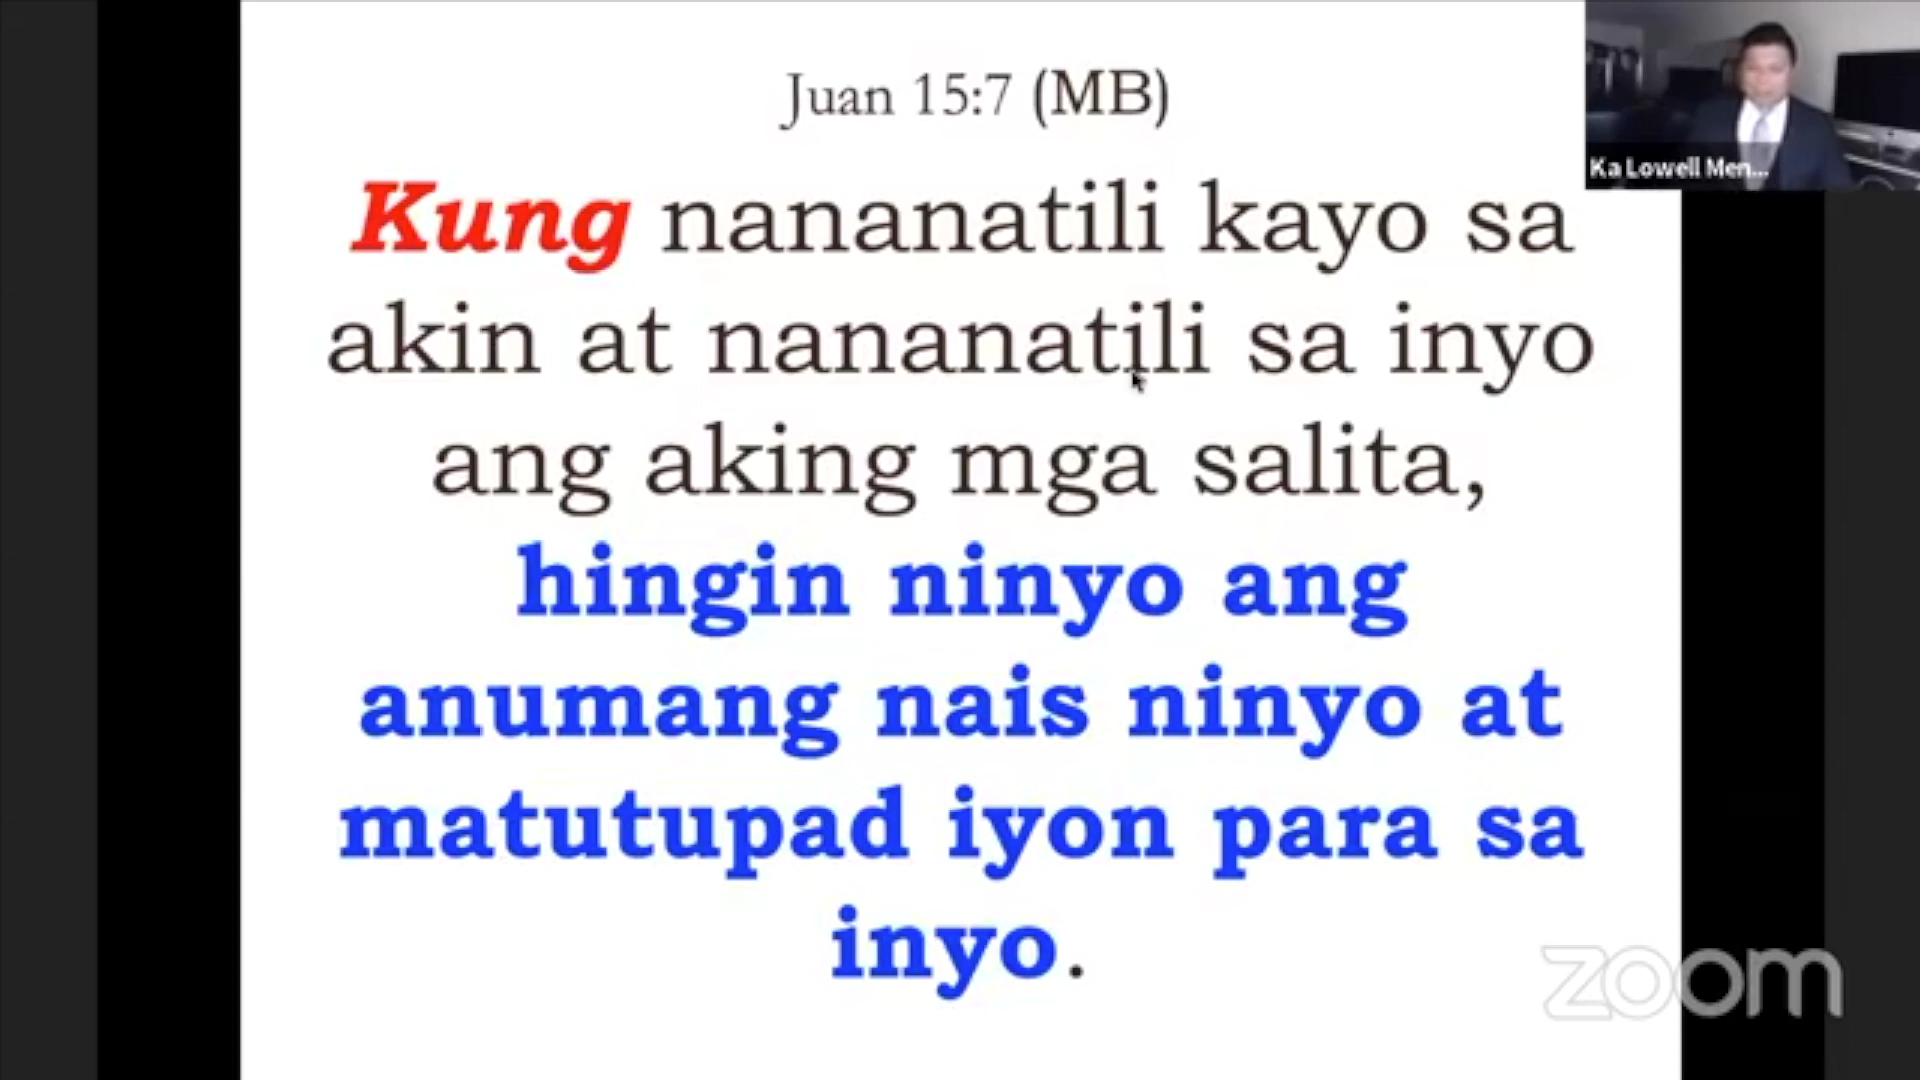 Juan 15:7 (MB)
Kung nananatili kayo sa
akin at nananatili sa inyo
ang aking mga salita,
hingin ninyo ang
anumang nais ninyo at
matutupad iyon para sa
inyo.
Ka Lowell Men...
zoom